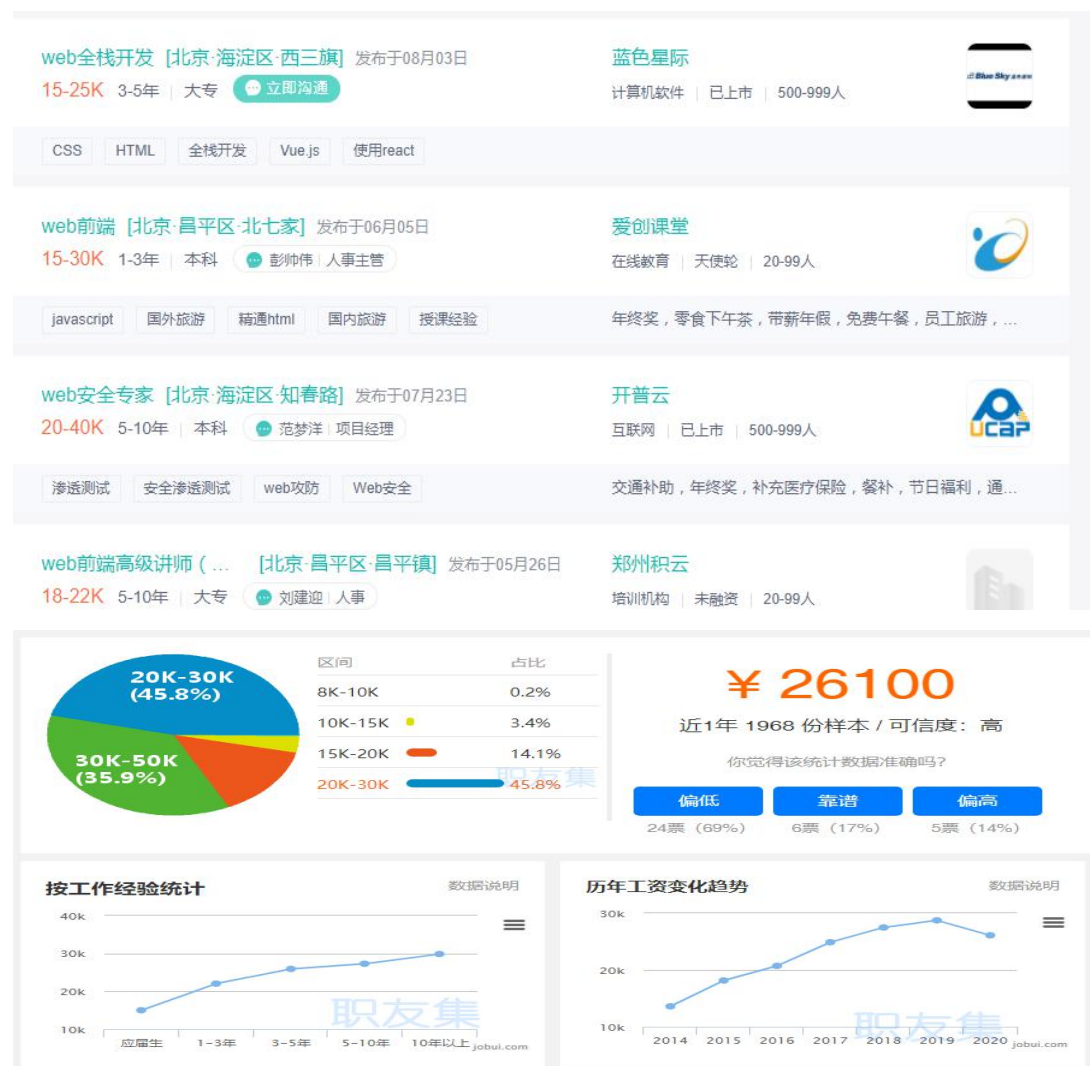 web全栈开发 [北京·海淀区·西三旗] 发布于08月03日
15-25K 3-5年 大专 立即沟通
蓝色星际
计算机软件 已上市 500-999人
Blue Sky
CSS HTML 全栈开发 Vue.js 使用react
web前端 [北京·昌平区·北七家] 发布于06月05日
15-30K 1-3年 本科 彭帅伟 人事主管
爱创课堂
在线教育 天使轮 20-99人
javascript 国外旅游 精通html 国内旅游 授课经验
年终奖，零食下午茶，带薪年假，免费午餐，员工旅游，...
web安全专家 [北京·海淀区·知春路] 发布于07月23日
20-40K 5-10年 本科 范梦洋 项目经理
开普云
互联网 已上市 500-999人
UCAP
渗透测试 安全渗透测试 web攻防 Web安全
交通补助，年终奖，补充医疗保险，餐补，节日福利，通...
web前端高级讲师（... [北京·昌平区·昌平镇] 发布于05月26日
18-22K 5-10年 大专 刘建迎 人事
郑州积云
培训机构 未融资 20-99人
20K-30K
(45.8%)
30K-50K
(35.9%)
区间 占比
8K-10K 0.2%
10K-15K 3.4%
15K-20K 14.1%
20K-30K 45.8%
职友集
¥ 26100
近1年 1968 份样本 / 可信度：高
你觉得该统计数据准确吗?
偏低 靠谱 偏高
24票（69%） 6票（17%） 5票（14%）
按工作经验统计 数据说明
40k
30k
20k
10k
应届生 1-3年 3-5年 5-10年 10年以上
职友集
jobui.com
历年工资变化趋势 数据说明
30k
20k
10k
2014 2015 2016 2017 2018 2019 2020
职友集
jobui.com